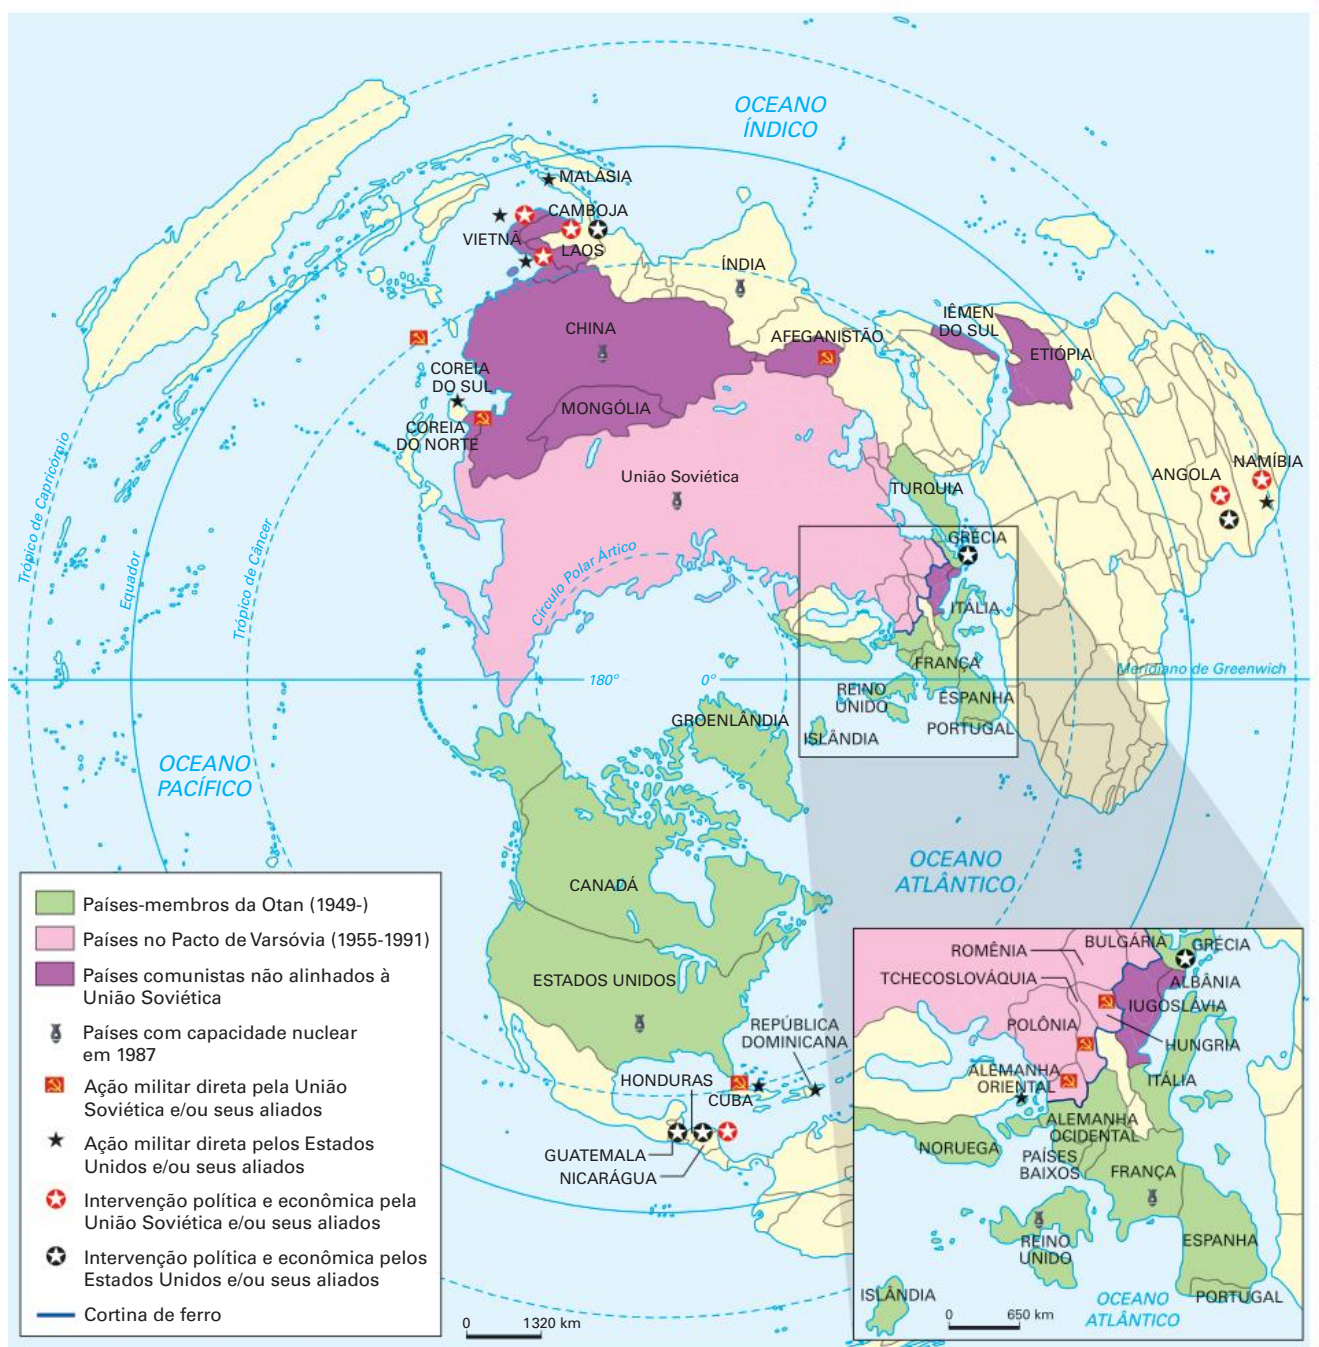 OCEANO
ÍNDICO
MALÁSIA
CAMBOJA
VIETNÃ
LAOS
ÍNDIA
CHINA
AFEGANISTÃO
IÊMEN
DO SUL
ETIÓPIA
COREIA
DO SUL
MONGÓLIA
COREIA
DO NORTE
União Soviética
TURQUIA
ANGOLA
NAMÍBIA
Trópico de Capricórnio
Equador
Trópico de Câncer
Círculo Polar Ártico
GRÉCIA
ITÁLIA
FRANÇA
Meridiano de Greenwich
180º
0º
REINO
UNIDO
ESPANHA
PORTUGAL
ISLÂNDIA
GROENLÂNDIA
OCEANO
PACÍFICO
OCEANO
ATLÂNTICO
CANADÁ
ESTADOS UNIDOS
REPÚBLICA
DOMINICANA
HONDURAS
CUBA
GUATEMALA
NICARÁGUA
Países-membros da Otan (1949-)
Países no Pacto de Varsóvia (1955-1991)
Países comunistas não alinhados à
União Soviética
Países com capacidade nuclear
em 1987
Ação militar direta pela União
Soviética e/ou seus aliados
Ação militar direta pelos Estados
Unidos e/ou seus aliados
Intervenção política e econômica pela
União Soviética e/ou seus aliados
Intervenção política e econômica pelos
Estados Unidos e/ou seus aliados
Cortina de ferro
0 1320 km
ROMÊNIA
BULGÁRIA
GRÉCIA
TCHECOSLOVÁQUIA
ALBÂNIA
IUGOSLÁVIA
POLÔNIA
HUNGRIA
ALEMANHA
ORIENTAL
ITÁLIA
ALEMANHA
OCIDENTAL
NORUEGA
PAÍSES
BAIXOS
FRANÇA
REINO
UNIDO
ESPANHA
ISLÂNDIA
PORTUGAL
OCEANO
ATLÂNTICO
0 650 km